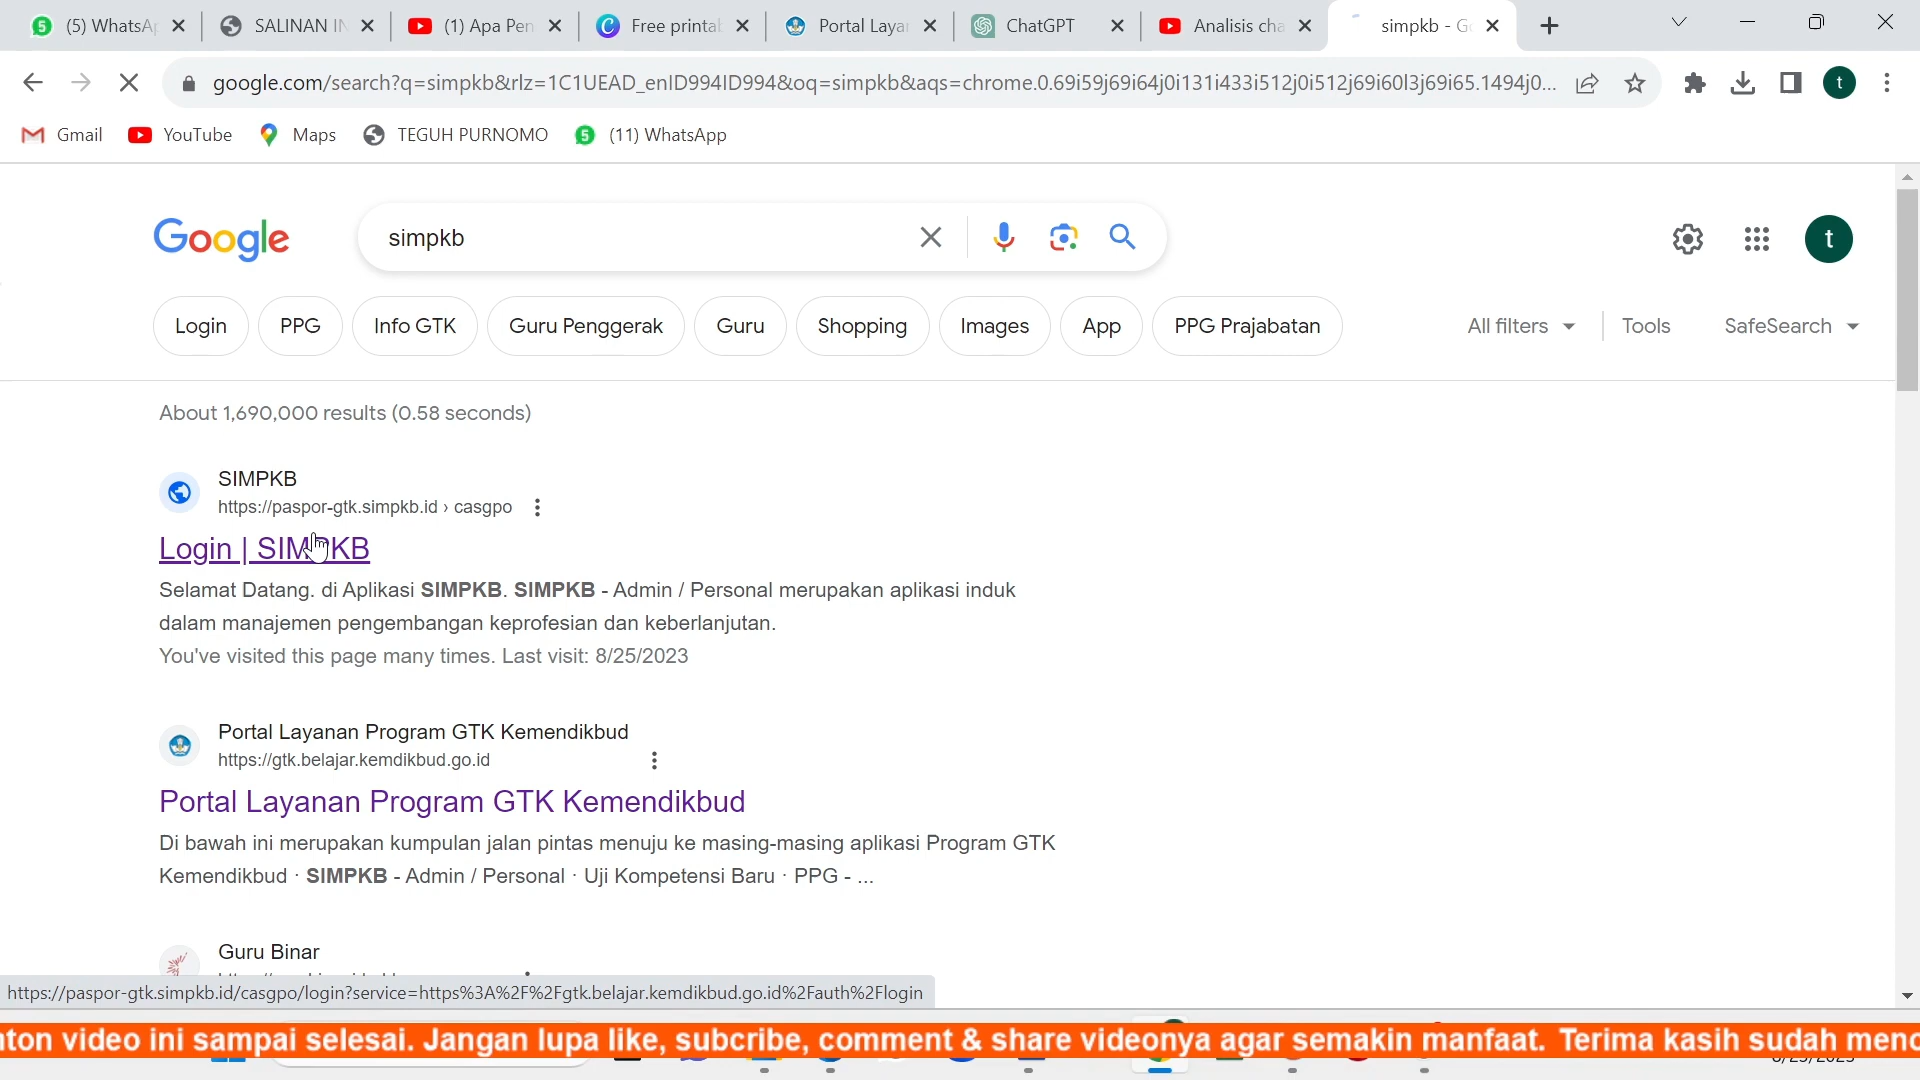 (5) WhatsA
SALINAN I
(1) Apa Pen
Free printa
Portal Laya
ChatGPT
Analisis cha
simpkb - G
google.com/search?q=simpkb&rlz=1C1UEAD_enID994ID994&oq=simpkb&aqs=chrome.0.69i59j69i64j0i131i433i512j0i512j69i60l3j69i65.1494j0...
t
Gmail
YouTube
Maps
TEGUH PURNOMO
(11) WhatsApp
Google
simpkb
t
Login
PPG
Info GTK
Guru Penggerak
Guru
Shopping
Images
App
PPG Prajabatan
All filters
Tools
SafeSearch
About 1,690,000 results (0.58 seconds)
SIMPKB
https://paspor-gtk.simpkb.id › casgpo
Login | SIMPKB
Selamat Datang. di Aplikasi SIMPKB. SIMPKB - Admin / Personal merupakan aplikasi induk
dalam manajemen pengembangan keprofesian dan keberlanjutan.
You've visited this page many times. Last visit: 8/25/2023
Portal Layanan Program GTK Kemendikbud
https://gtk.belajar.kemdikbud.go.id
Portal Layanan Program GTK Kemendikbud
Di bawah ini merupakan kumpulan jalan pintas menuju ke masing-masing aplikasi Program GTK
Kemendikbud · SIMPKB - Admin / Personal · Uji Kompetensi Baru · PPG - ...
Guru Binar
https://paspor-gtk.simpkb.id/casgpo/login?service=https%3A%2F%2Fgtk.belajar.kemdikbud.go.id%2Fauth%2Flogin
nton video ini sampai selesai. Jangan lupa like, subcribe, comment & share videonya agar semakin manfaat. Terima kasih sudah menc